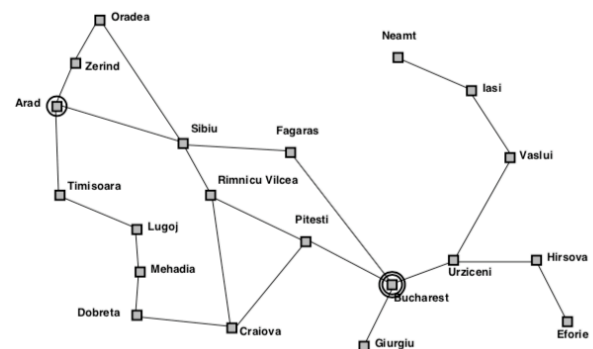 Oradea
Neamt
Zerind
Iasi
Arad
Sibiu
Fagaras
Vaslui
Timisoara
Rimnicu Vilcea
Pitesti
Lugoj
Hirsova
Mehadia
Urziceni
Bucharest
Dobreta
Craiova
Eforie
Giurgiu